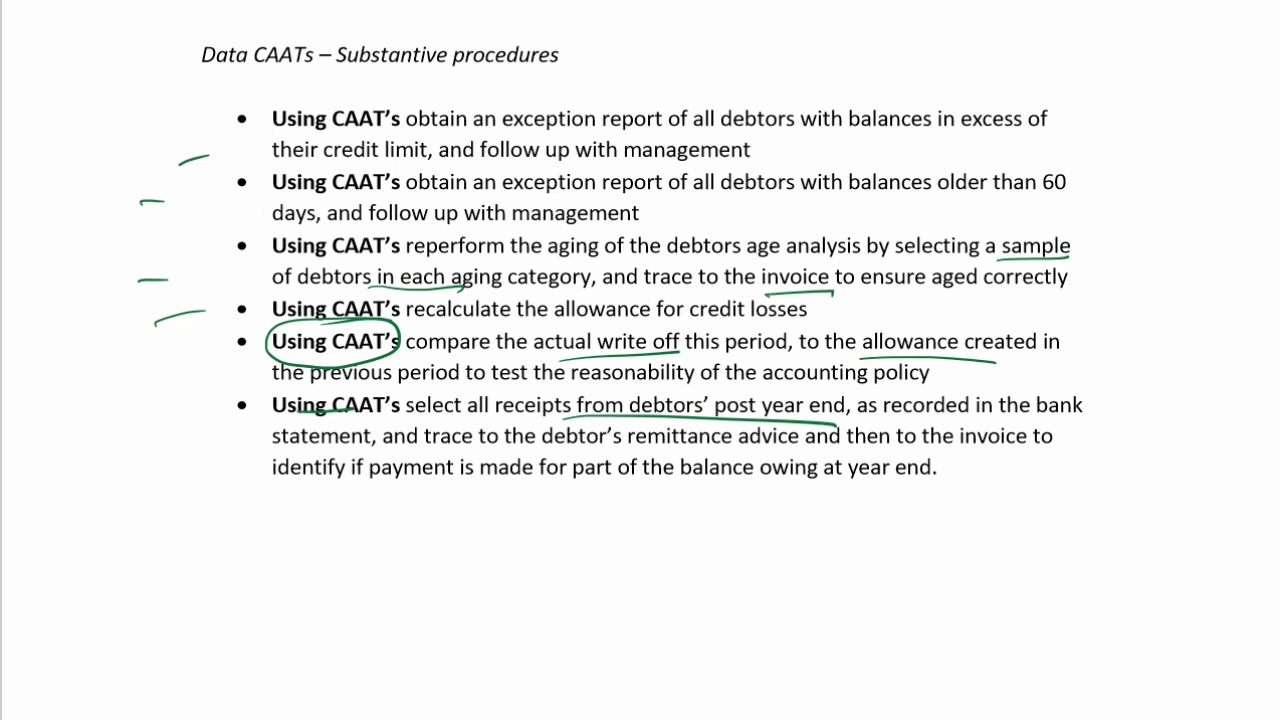 Data CAATs – Substantive procedures
• Using CAAT’s obtain an exception report of all debtors with balances in excess of
their credit limit, and follow up with management
• Using CAAT’s obtain an exception report of all debtors with balances older than 60
days, and follow up with management
• Using CAAT’s reperform the aging of the debtors age analysis by selecting a sample
of debtors in each aging category, and trace to the invoice to ensure aged correctly
• Using CAAT’s recalculate the allowance for credit losses
• Using CAAT’s compare the actual write off this period, to the allowance created in
the previous period to test the reasonability of the accounting policy
• Using CAAT’s select all receipts from debtors’ post year end, as recorded in the bank
statement, and trace to the debtor’s remittance advice and then to the invoice to
identify if payment is made for part of the balance owing at year end.